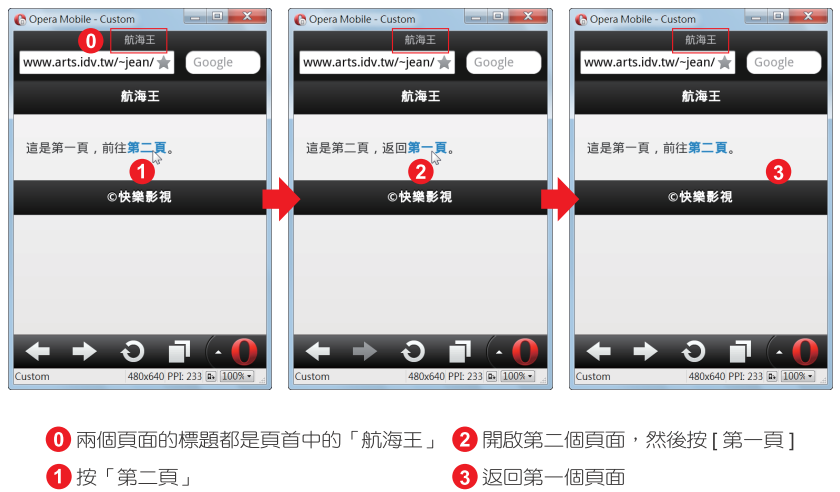 Opera Mobile - Custom
0 航海王
www.arts.idv.tw/~jean/ Google
航海王
這是第一頁，前往第二頁。
1
©快樂影視
Custom 480x640 PPI: 233 100%
Opera Mobile - Custom
航海王
www.arts.idv.tw/~jean/ Google
航海王
這是第二頁，返回第一頁。
2
©快樂影視
Custom 480x640 PPI: 233 100%
Opera Mobile - Custom
航海王
www.arts.idv.tw/~jean/ Google
航海王
這是第一頁，前往第二頁。
3
©快樂影視
Custom 480x640 PPI: 233 100%
0 兩個頁面的標題都是頁首中的「航海王」
1 按「第二頁」
2 開啟第二個頁面，然後按 [ 第一頁 ]
3 返回第一個頁面